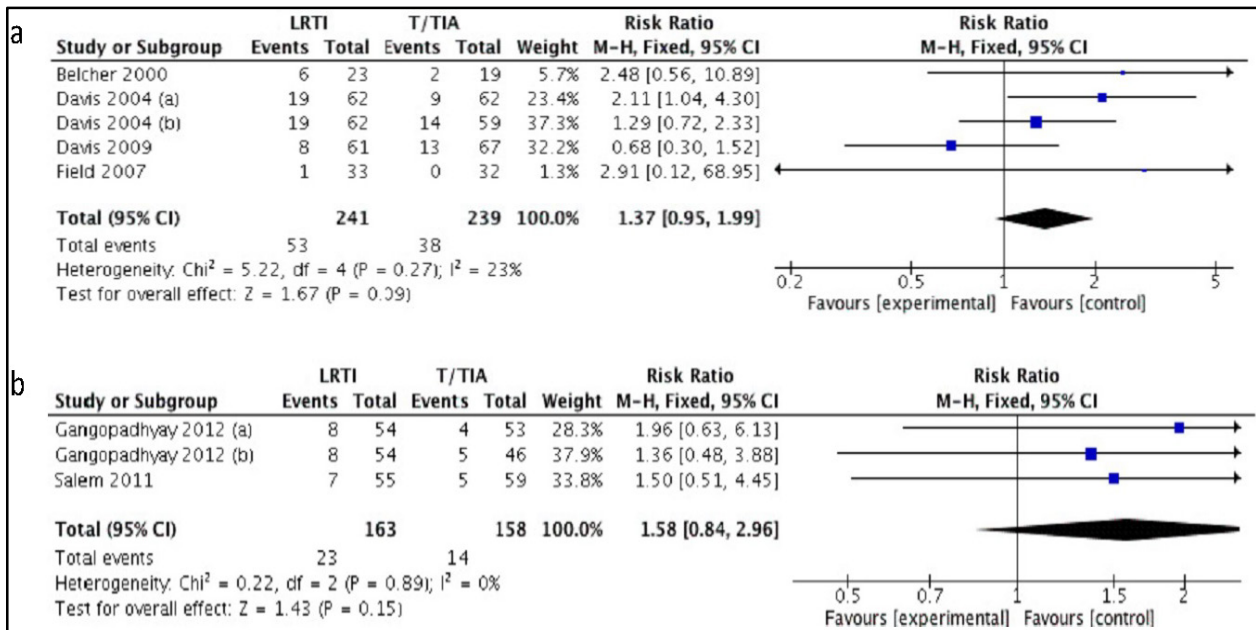 a
LRTI T/TIA Risk Ratio Risk Ratio
Study or Subgroup Events Total Events Total Weight M-H, Fixed, 95% CI M-H, Fixed, 95% CI
Belcher 2000 6 23 2 19 5.7% 2.48 [0.56, 10.89]
Davis 2004 (a) 19 62 9 62 23.4% 2.11 [1.04, 4.30]
Davis 2004 (b) 19 62 14 59 37.3% 1.29 [0.72, 2.33]
Davis 2009 8 61 13 67 32.2% 0.68 [0.30, 1.52]
Field 2007 1 33 0 32 1.3% 2.91 [0.12, 68.95]
Total (95% CI) 241 239 100.0% 1.37 [0.95, 1.99]
Total events 53 38
Heterogeneity: Chi² = 5.22, df = 4 (P = 0.27); I² = 23%
Test for overall effect: Z = 1.67 (P = 0.09)
0.2 0.5 1 2 5
Favours [experimental] Favours [control]
b
LRTI T/TIA Risk Ratio Risk Ratio
Study or Subgroup Events Total Events Total Weight M-H, Fixed, 95% CI M-H, Fixed, 95% CI
Gangopadhyay 2012 (a) 8 54 4 53 28.3% 1.96 [0.63, 6.13]
Gangopadhyay 2012 (b) 8 54 5 46 37.9% 1.36 [0.48, 3.88]
Salem 2011 7 55 5 59 33.8% 1.50 [0.51, 4.45]
Total (95% CI) 163 158 100.0% 1.58 [0.84, 2.96]
Total events 23 14
Heterogeneity: Chi² = 0.22, df = 2 (P = 0.89); I² = 0%
Test for overall effect: Z = 1.43 (P = 0.15)
0.5 0.7 1 1.5 2
Favours [experimental] Favours [control]